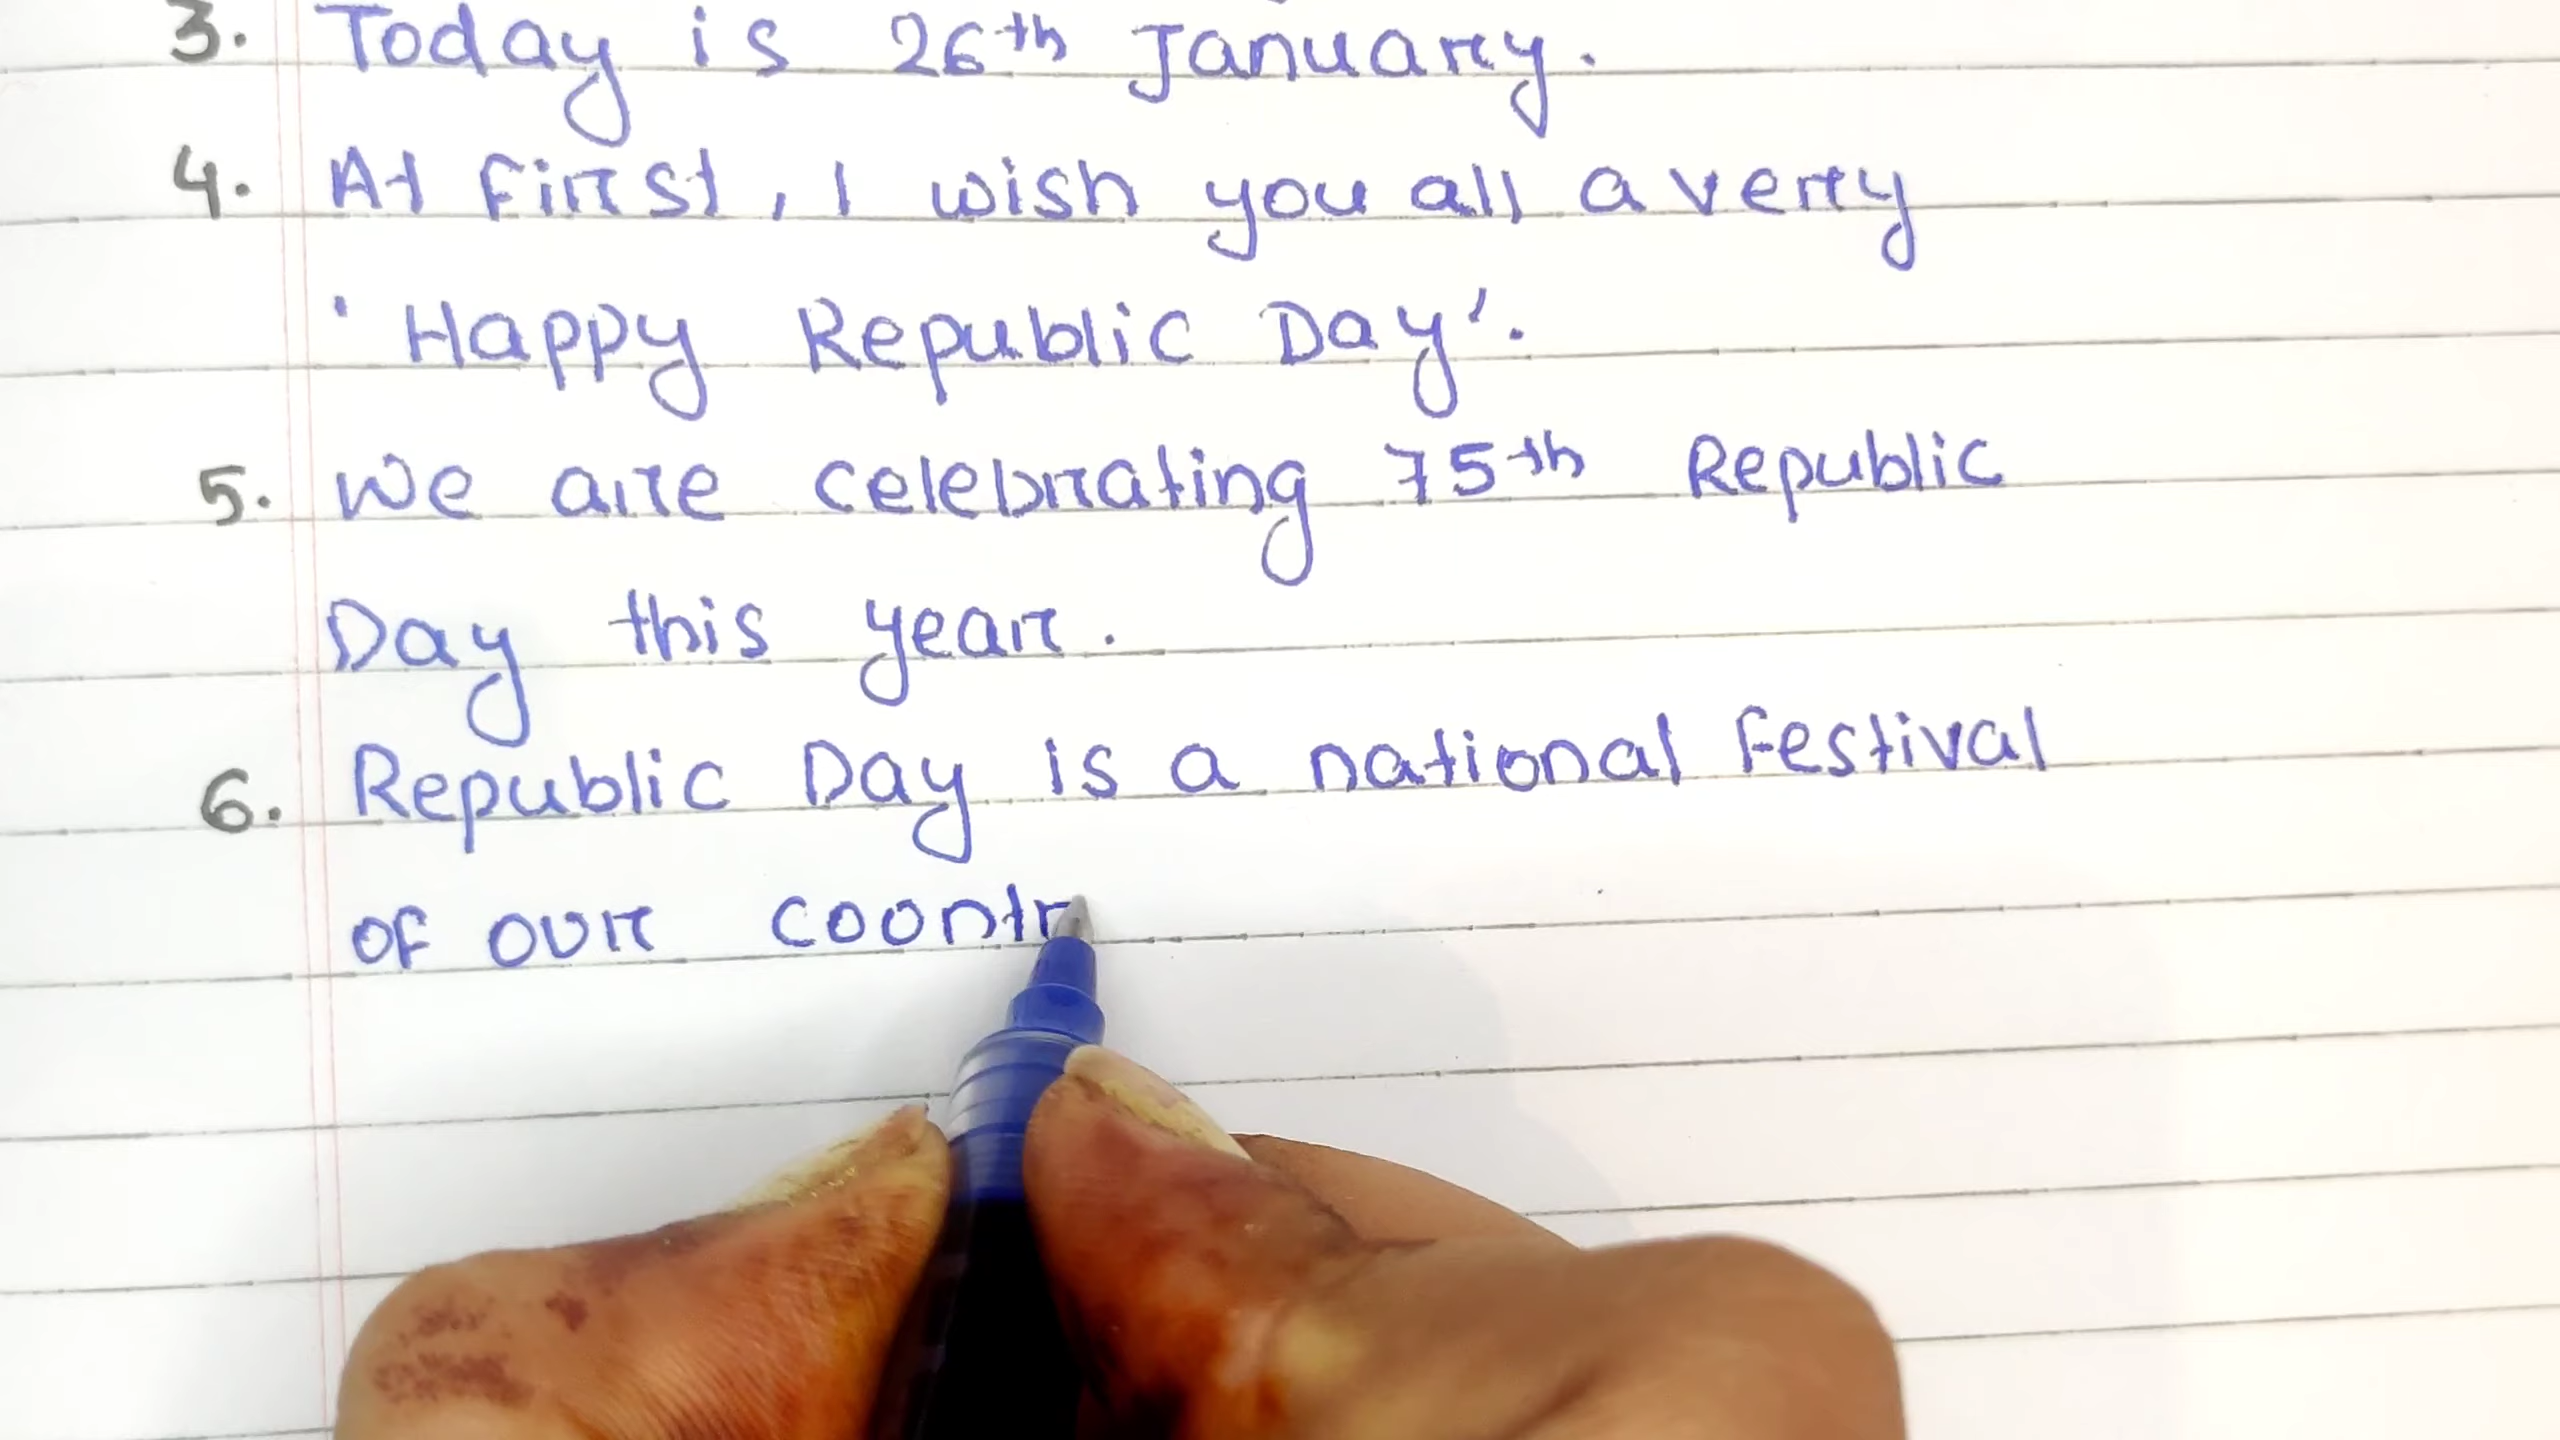 3. Today is 26th January.
4. At first, I wish you all a very
'Happy Republic Day'.
5. We are celebrating 75th Republic
Day this year.
6. Republic Day is a national festival
of our coontr